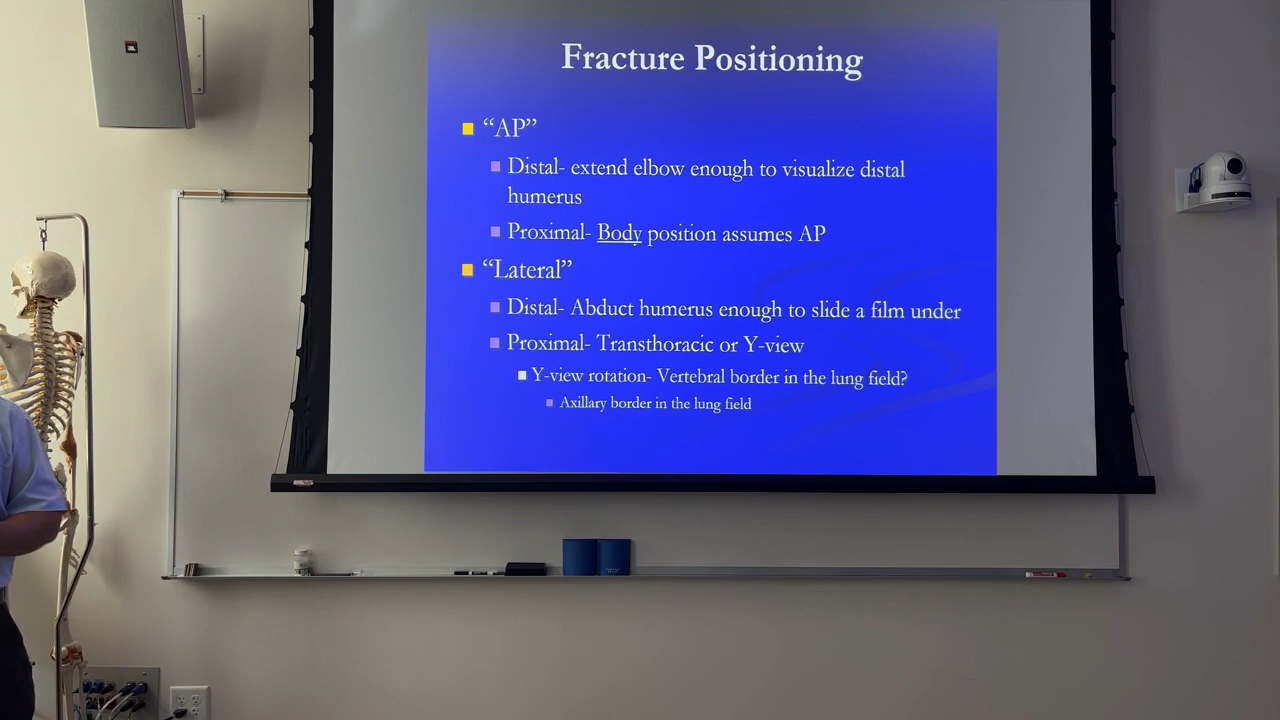 JBL
Fracture Positioning
“AP”
Distal- extend elbow enough to visualize distal
humerus
Proximal- Body position assumes AP
“Lateral”
Distal- Abduct humerus enough to slide a film under
Proximal- Transthoracic or Y-view
Y-view rotation- Vertebral border in the lung field?
Axillary border in the lung field